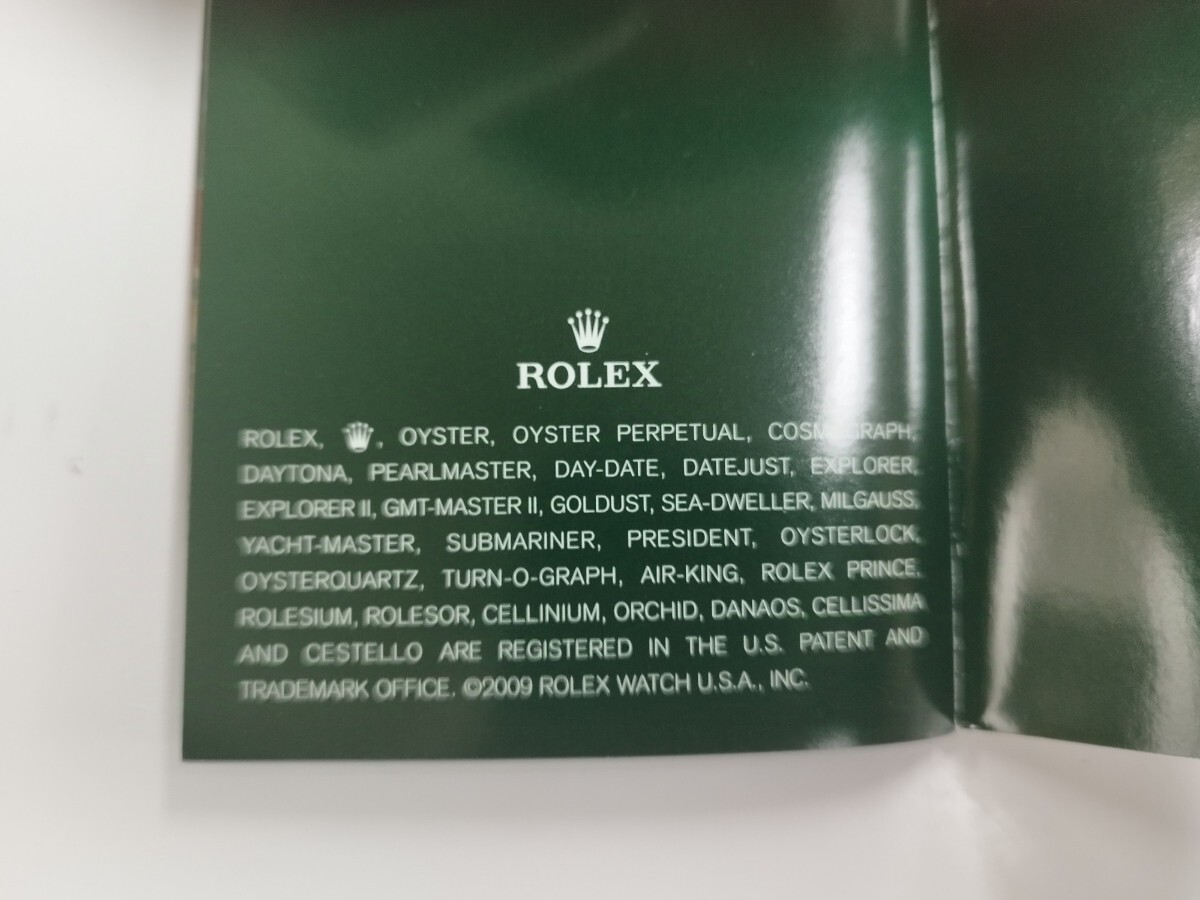 ROLEX
ROLEX, , OYSTER, OYSTER PERPETUAL, COSMOGRAPH,
DAYTONA, PEARLMASTER, DAY-DATE, DATEJUST, EXPLORER,
EXPLORER II, GMT-MASTER II, GOLDUST, SEA-DWELLER, MILGAUSS,
YACHT-MASTER, SUBMARINER, PRESIDENT, OYSTERLOCK,
OYSTERQUARTZ, TURN-O-GRAPH, AIR-KING, ROLEX PRINCE,
ROLESIUM, ROLESOR, CELLINIUM, ORCHID, DANAOS, CELLISSIMA
AND CESTELLO ARE REGISTERED IN THE U.S. PATENT AND
TRADEMARK OFFICE. ©2009 ROLEX WATCH U.S.A., INC.